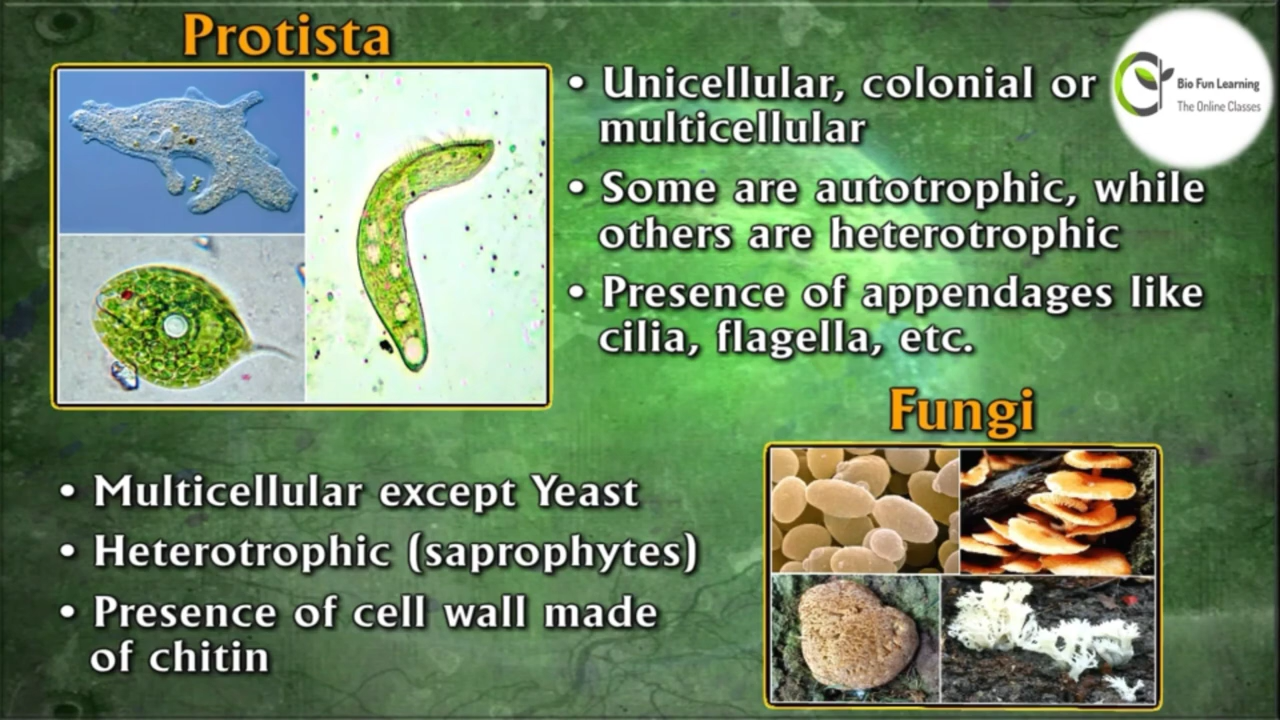 Protista
• Unicellular, colonial or
multicellular
• Some are autotrophic, while
others are heterotrophic
• Presence of appendages like
cilia, flagella, etc.
Bio Fun Learning
The Online Classes
Fungi
• Multicellular except Yeast
• Heterotrophic (saprophytes)
• Presence of cell wall made
of chitin